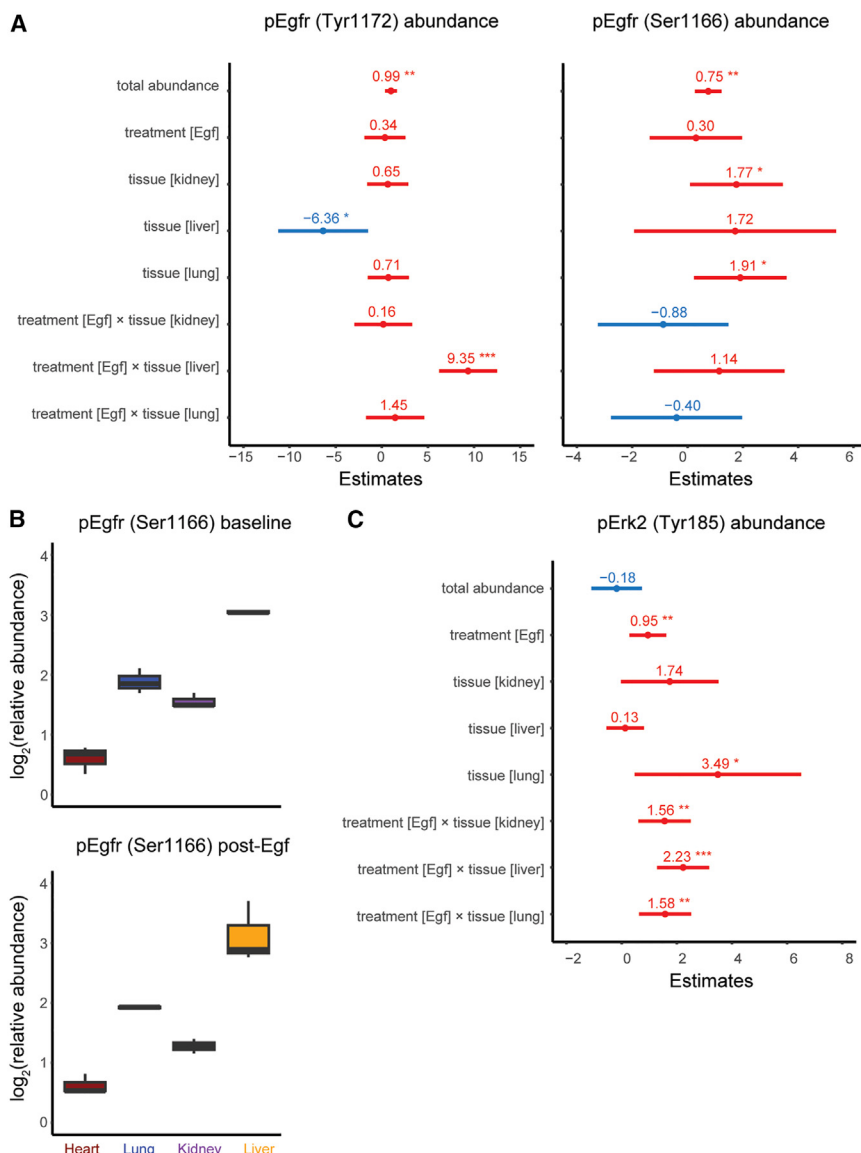 A
pEgfr (Tyr1172) abundance
total abundance
treatment [Egf]
tissue [kidney]
tissue [liver]
tissue [lung]
treatment [Egf] × tissue [kidney]
treatment [Egf] × tissue [liver]
treatment [Egf] × tissue [lung]
0.99 **
0.34
0.65
−6.36 *
0.71
0.16
9.35 ***
1.45
−15 −10 −5 0 5 10 15
Estimates
pEgfr (Ser1166) abundance
0.75 **
0.30
1.77 *
1.72
1.91 *
−0.88
1.14
−0.40
−4 −2 0 2 4 6
Estimates
B
pEgfr (Ser1166) baseline
log2(relative abundance)
4
3
2
1
0
pEgfr (Ser1166) post-Egf
log2(relative abundance)
4
3
2
1
0
Heart Lung Kidney Liver
C
pErk2 (Tyr185) abundance
total abundance
treatment [Egf]
tissue [kidney]
tissue [liver]
tissue [lung]
treatment [Egf] × tissue [kidney]
treatment [Egf] × tissue [liver]
treatment [Egf] × tissue [lung]
−0.18
0.95 **
1.74
0.13
3.49 *
1.56 **
2.23 ***
1.58 **
−2 0 2 4 6 8
Estimates